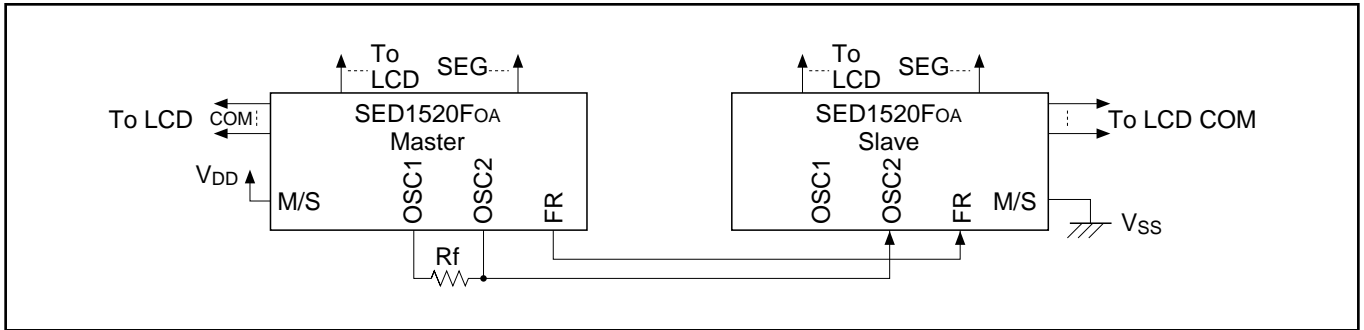 To
LCD
SEG
To
LCD
SEG
To LCD
COM
SED1520FOA
Master
SED1520FOA
Slave
To LCD COM
VDD
M/S
OSC1
OSC2
FR
OSC1
OSC2
FR
M/S
VSS
Rf